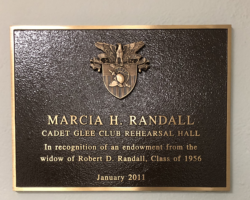 MARCIA H. RANDALL
CADET GLEE CLUB REHEARSAL HALL
In recognition of an endowment from the
widow of Robert D. Randall, Class of 1956
January 2011